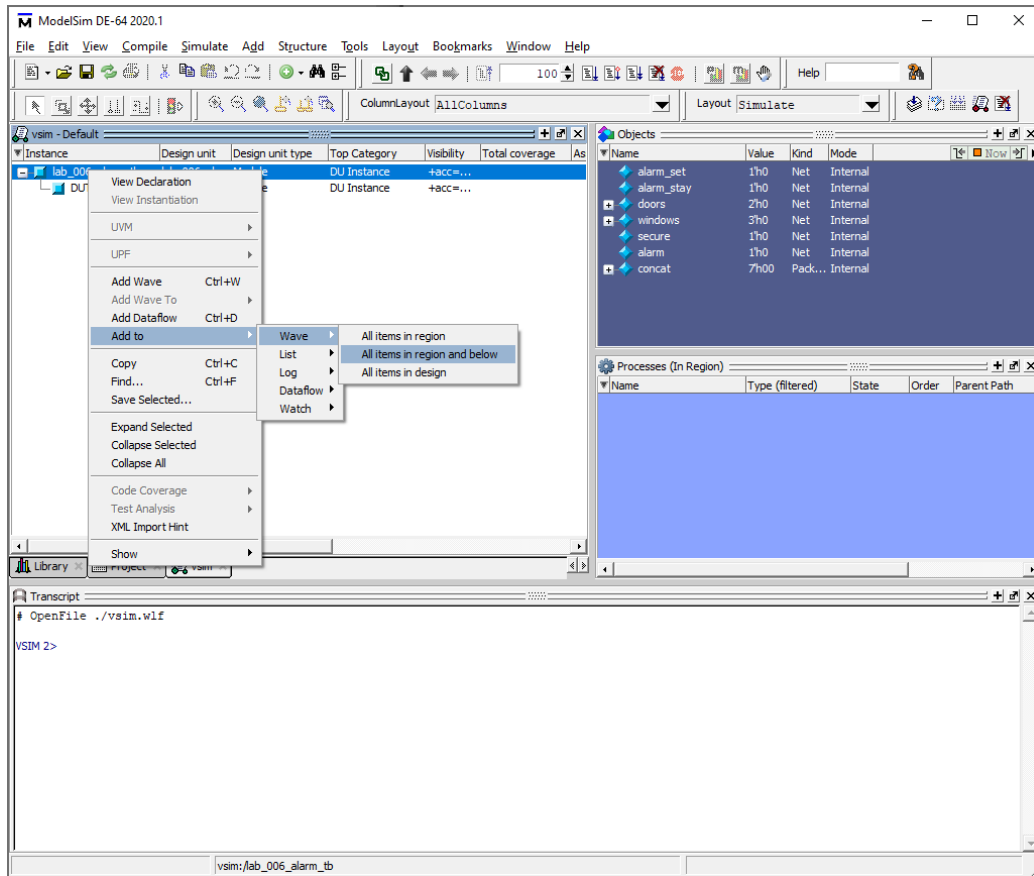 ModelSim DE-64 2020.1
File Edit View Compile Simulate Add Structure Tools Layout Bookmarks Window Help
100 Help
ColumnLayout AllColumns Layout Simulate
vsim - Default
Instance Design unit Design unit type Top Category Visibility Total coverage As
lab_006 DU Instance +acc=...
DUT DU Instance +acc=...
View Declaration
View Instantiation
UVM
UPF
Add Wave Ctrl+W
Add Wave To
Add Dataflow Ctrl+D
Add to
Copy Ctrl+C
Find... Ctrl+F
Save Selected...
Expand Selected
Collapse Selected
Collapse All
Code Coverage
Test Analysis
XML Import Hint
Show
Wave
List
Log
Dataflow
Watch
All items in region
All items in region and below
All items in design
Library Project vsim
Objects
Name Value Kind Mode Now
alarm_set 1'h0 Net Internal
alarm_stay 1'h0 Net Internal
doors 2'h0 Net Internal
windows 3'h0 Net Internal
secure 1'h0 Net Internal
alarm 1'h0 Net Internal
concat 7'h00 Pack... Internal
Processes (In Region)
Name Type (filtered) State Order Parent Path
Transcript
# OpenFile ./vsim.wlf
VSIM 2>
vsim:/lab_006_alarm_tb